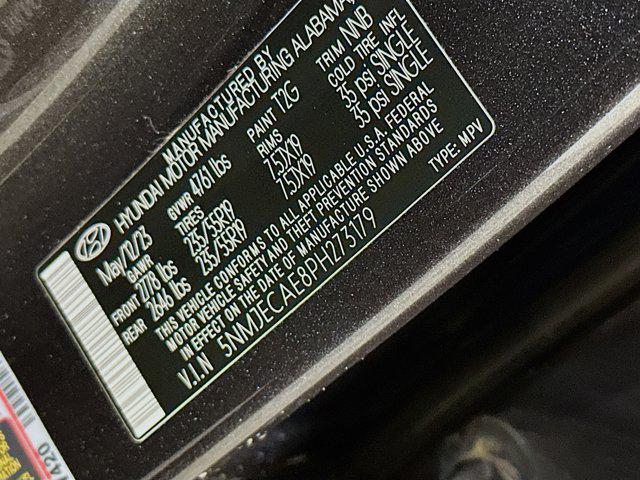 MANUFACTURED BY
HYUNDAI MOTOR MANUFACTURING ALABAMA,
May/12/23 GVWR 4761 lbs PAINT T2G TRIM NNB
GAWR TIRES RIMS COLD TIRE INFL
FRONT 2778 lbs 235/55R19 7.5JX19 35 psi SINGLE
REAR 2646 lbs 235/55R19 7.5JX19 35 psi SINGLE
THIS VEHICLE CONFORMS TO ALL APPLICABLE U.S.A. FEDERAL
MOTOR VEHICLE SAFETY AND THEFT PREVENTION STANDARDS
IN EFFECT ON THE DATE OF MANUFACTURE SHOWN ABOVE
V.I.N 5NMJECAE8PH273179 TYPE: MPV
7420